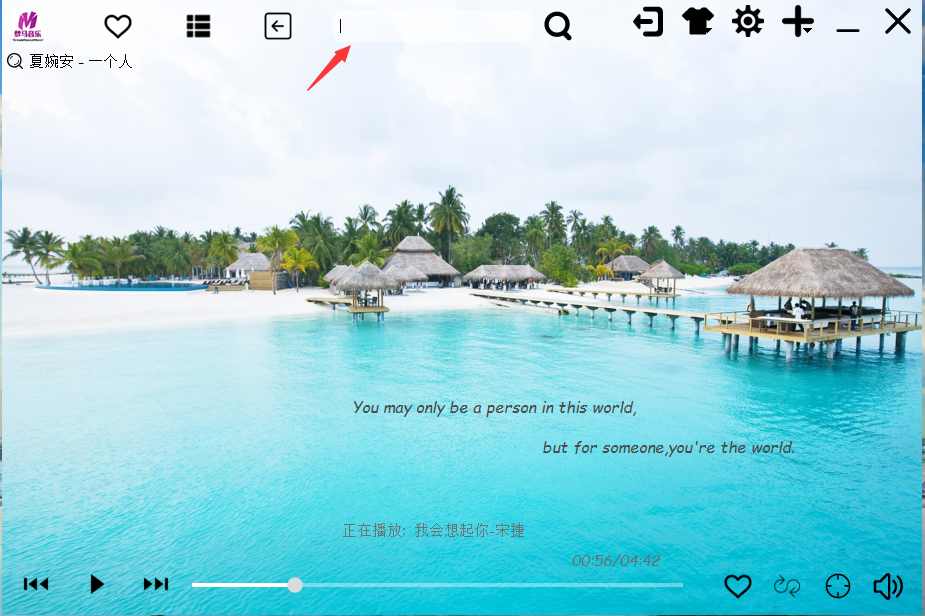 梦马音乐
夏婉安 - 一个人
You may only be a person in this world,
but for someone,you're the world.
正在播放: 我会想起你-宋捷
00:56/04:42